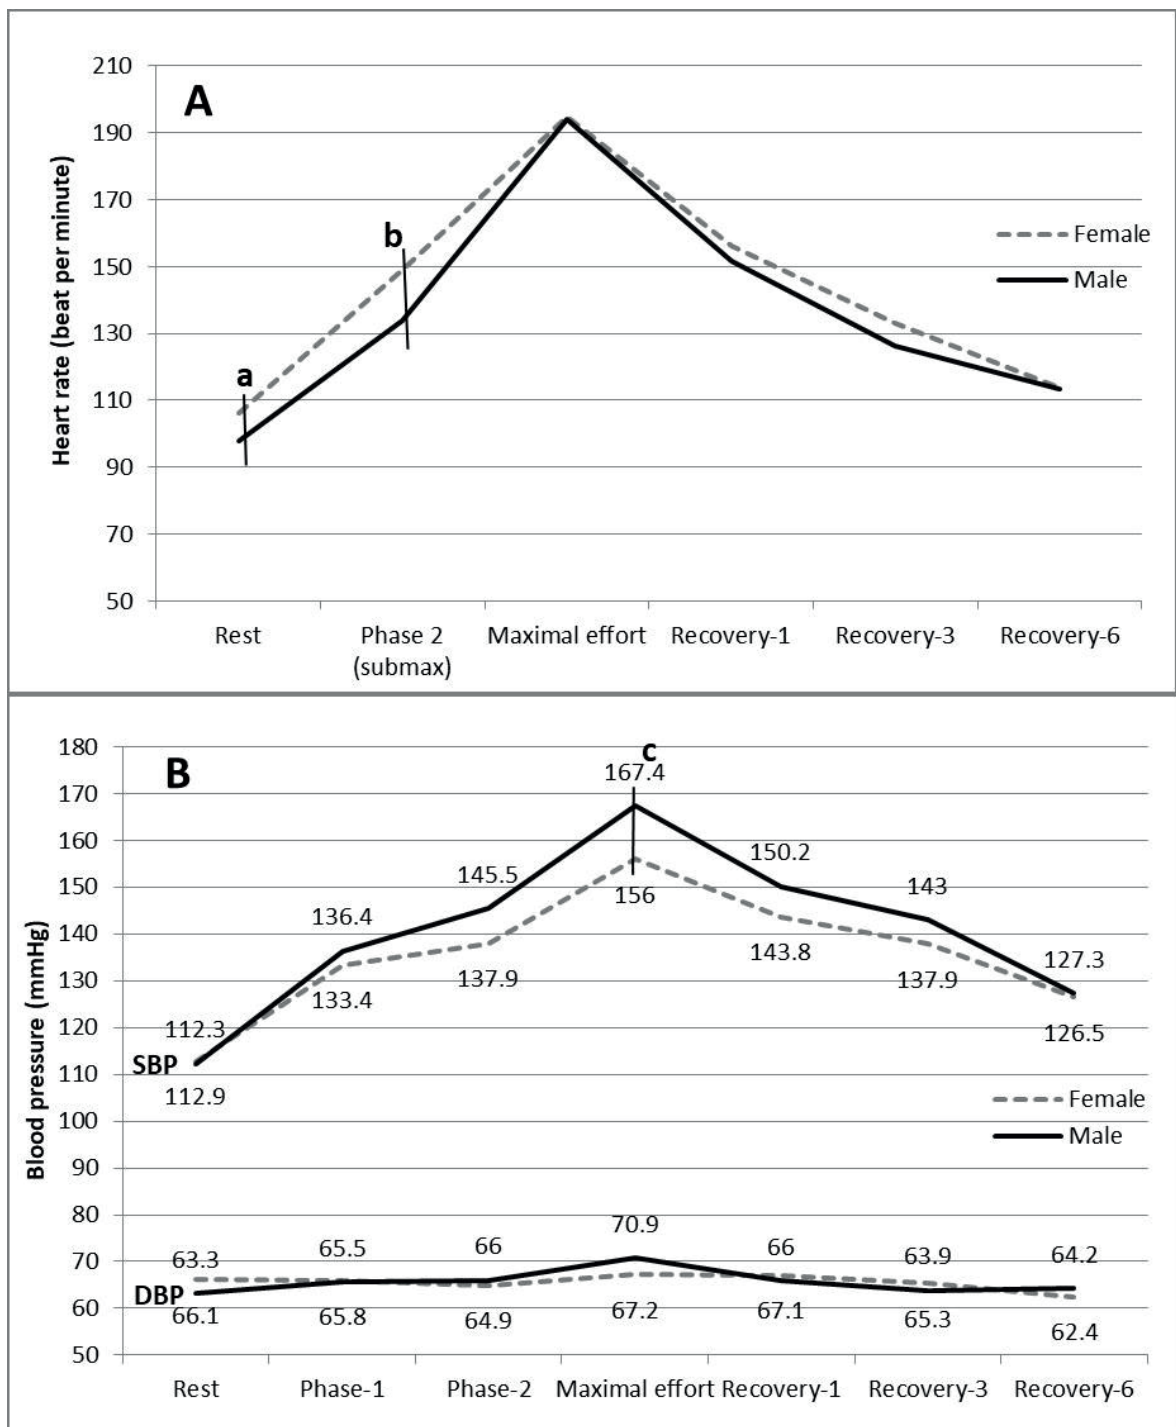 A
210
190
170
150
130
110
90
70
50
Heart rate (beat per minute)
a
b
Female
Male
Rest
Phase 2 (submax)
Maximal effort
Recovery-1
Recovery-3
Recovery-6
B
180
170
160
150
140
130
120
110
100
90
80
70
60
50
Blood pressure (mmHg)
c
167.4
150.2
145.5
143
136.4
156
127.3
143.8
137.9
137.9
133.4
126.5
112.3
SBP
112.9
Female
Male
70.9
63.3
65.5
66
66
63.9
64.2
DBP
66.1
65.8
64.9
67.2
67.1
65.3
62.4
Rest
Phase-1
Phase-2
Maximal effort
Recovery-1
Recovery-3
Recovery-6